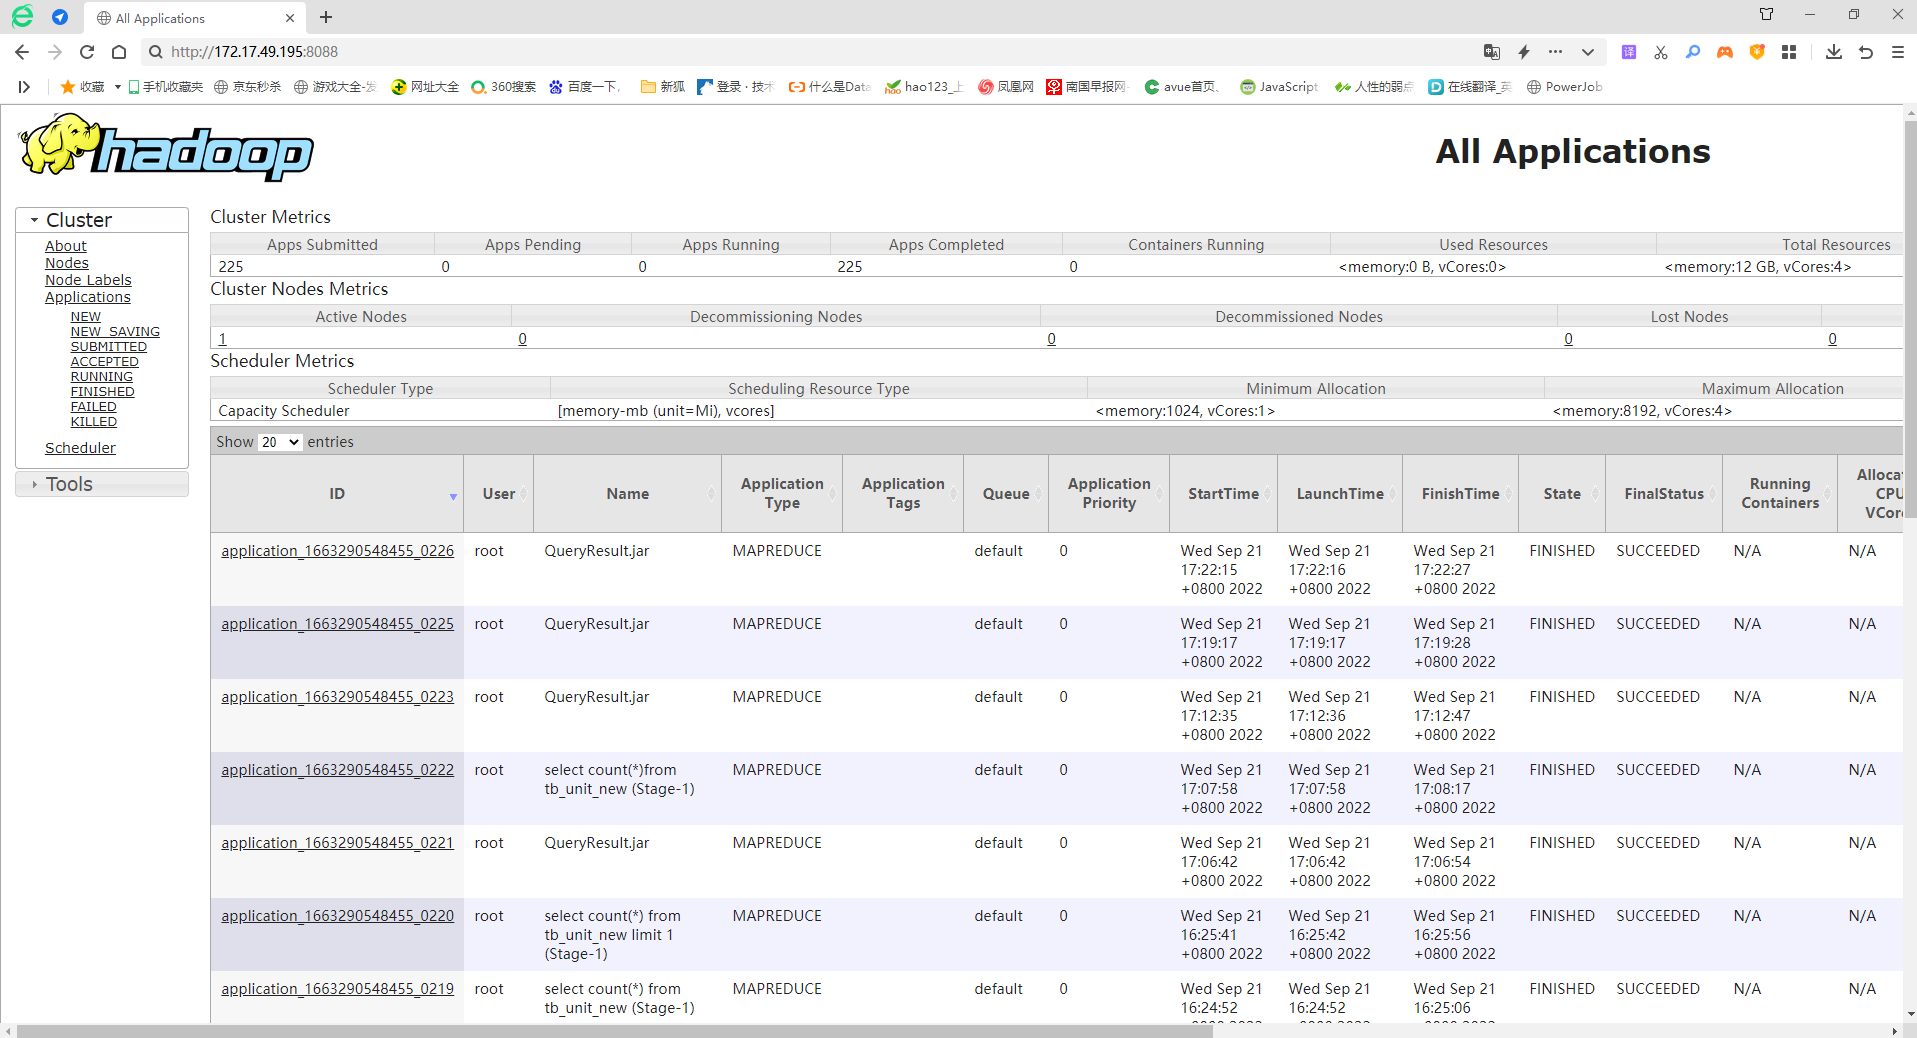 All Applications
http://172.17.49.195:8088
收藏 手机收藏夹 京东秒杀 游戏大全-发 网址大全 360搜索 百度一下, 新狐 登录 · 技术 什么是Data hao123_上 凤凰网 南国早报网- avue首页、 JavaScript 人性的弱点 在线翻译_英 PowerJob
hadoop
All Applications
Cluster
About
Nodes
Node Labels
Applications
NEW
NEW_SAVING
SUBMITTED
ACCEPTED
RUNNING
FINISHED
FAILED
KILLED
Scheduler
Tools
Cluster Metrics
Apps Submitted Apps Pending Apps Running Apps Completed Containers Running Used Resources Total Resources
225 0 0 225 0 <memory:0 B, vCores:0> <memory:12 GB, vCores:4>
Cluster Nodes Metrics
Active Nodes Decommissioning Nodes Decommissioned Nodes Lost Nodes
1 0 0 0 0
Scheduler Metrics
Scheduler Type Scheduling Resource Type Minimum Allocation Maximum Allocation
Capacity Scheduler [memory-mb (unit=Mi), vcores] <memory:1024, vCores:1> <memory:8192, vCores:4>
Show 20 entries
ID User Name Application Type Application Tags Queue Application Priority StartTime LaunchTime FinishTime State FinalStatus Running Containers Allocat CPU VCor
application_1663290548455_0226 root QueryResult.jar MAPREDUCE default 0 Wed Sep 21 Wed Sep 21 Wed Sep 21 FINISHED SUCCEEDED N/A N/A
17:22:15 17:22:16 17:22:27
+0800 2022 +0800 2022 +0800 2022
application_1663290548455_0225 root QueryResult.jar MAPREDUCE default 0 Wed Sep 21 Wed Sep 21 Wed Sep 21 FINISHED SUCCEEDED N/A N/A
17:19:17 17:19:17 17:19:28
+0800 2022 +0800 2022 +0800 2022
application_1663290548455_0223 root QueryResult.jar MAPREDUCE default 0 Wed Sep 21 Wed Sep 21 Wed Sep 21 FINISHED SUCCEEDED N/A N/A
17:12:35 17:12:36 17:12:47
+0800 2022 +0800 2022 +0800 2022
application_1663290548455_0222 root select count(*)from MAPREDUCE default 0 Wed Sep 21 Wed Sep 21 Wed Sep 21 FINISHED SUCCEEDED N/A N/A
tb_unit_new (Stage-1) 17:07:58 17:07:58 17:08:17
+0800 2022 +0800 2022 +0800 2022
application_1663290548455_0221 root QueryResult.jar MAPREDUCE default 0 Wed Sep 21 Wed Sep 21 Wed Sep 21 FINISHED SUCCEEDED N/A N/A
17:06:42 17:06:42 17:06:54
+0800 2022 +0800 2022 +0800 2022
application_1663290548455_0220 root select count(*) from MAPREDUCE default 0 Wed Sep 21 Wed Sep 21 Wed Sep 21 FINISHED SUCCEEDED N/A N/A
tb_unit_new limit 1 16:25:41 16:25:42 16:25:56
(Stage-1) +0800 2022 +0800 2022 +0800 2022
application_1663290548455_0219 root select count(*) from MAPREDUCE default 0 Wed Sep 21 Wed Sep 21 Wed Sep 21 FINISHED SUCCEEDED N/A N/A
tb_unit_new (Stage-1) 16:24:52 16:24:52 16:25:06